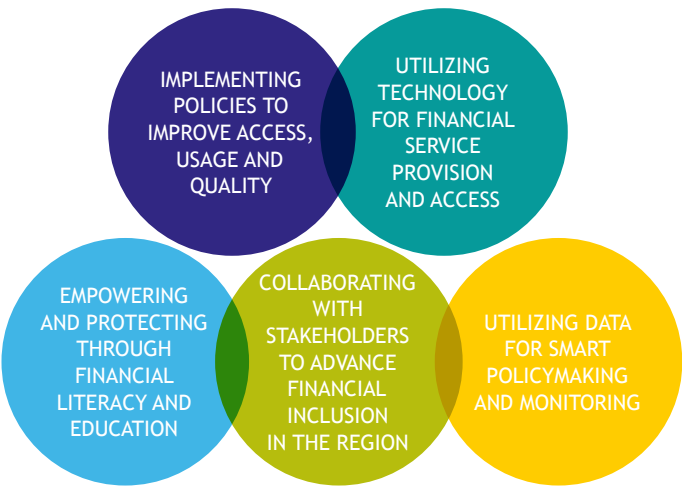 IMPLEMENTING
POLICIES TO
IMPROVE ACCESS,
USAGE AND
QUALITY
UTILIZING
TECHNOLOGY
FOR FINANCIAL
SERVICE
PROVISION
AND ACCESS
EMPOWERING
AND PROTECTING
THROUGH
FINANCIAL
LITERACY AND
EDUCATION
COLLABORATING
WITH
STAKEHOLDERS
TO ADVANCE
FINANCIAL
INCLUSION
IN THE REGION
UTILIZING DATA
FOR SMART
POLICYMAKING
AND MONITORING